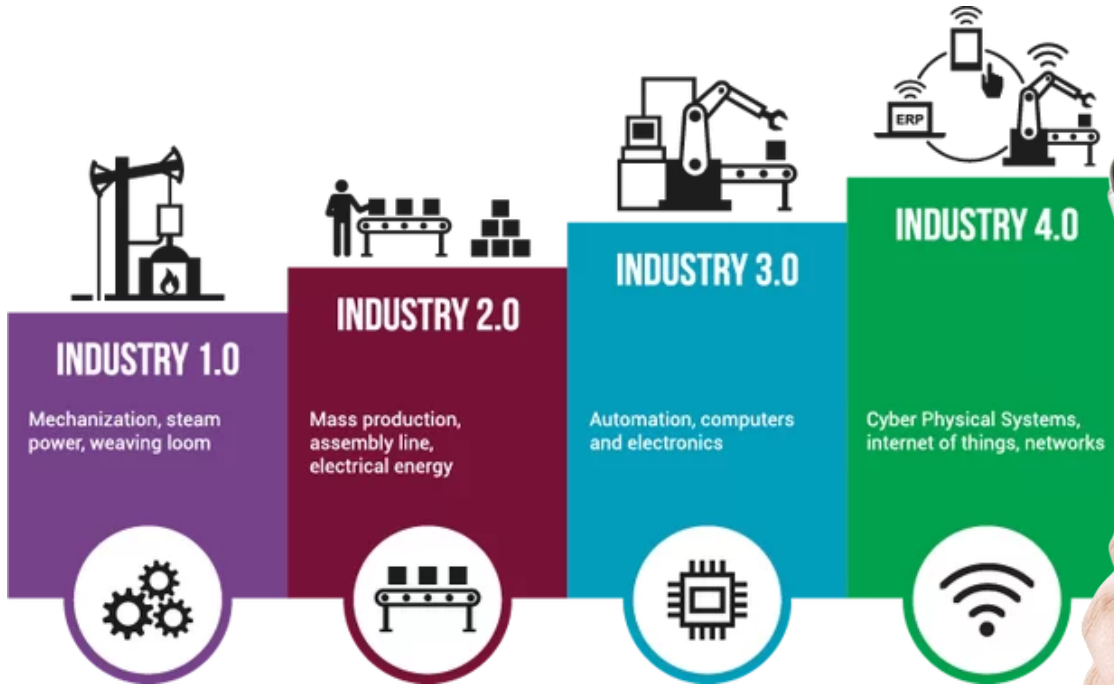 ERP
INDUSTRY 1.0
Mechanization, steam
power, weaving loom
INDUSTRY 2.0
Mass production,
assembly line,
electrical energy
INDUSTRY 3.0
Automation, computers
and electronics
INDUSTRY 4.0
Cyber Physical Systems,
internet of things, networks